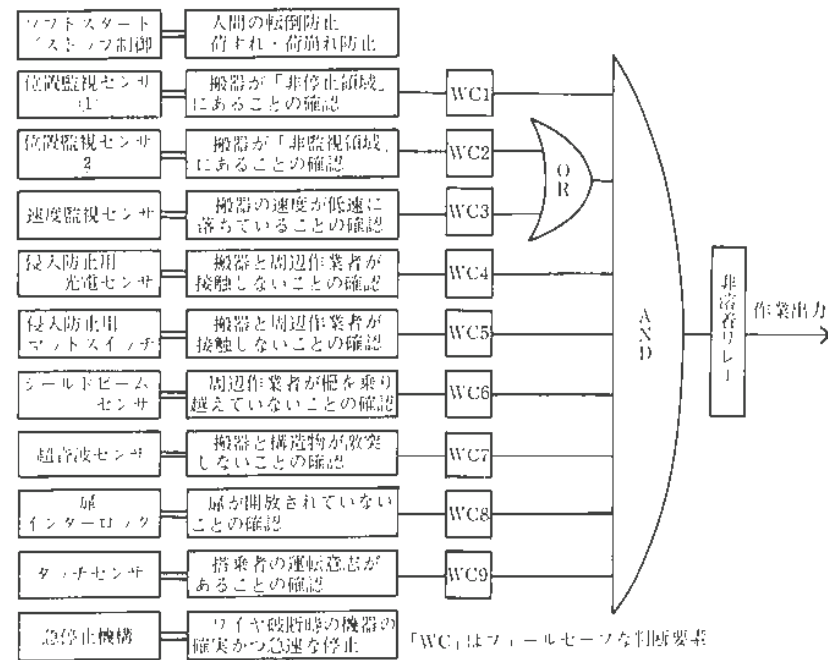 ソフトスタート
／ストップ制御
人間の転倒防止
荷ずれ・荷崩れ防止
位置監視センサ
(1)
搬器が「非停止領域」
にあることの確認
WC1
位置監視センサ
2
搬器が「非監視領域」
にあることの確認
WC2
OR
速度監視センサ
搬器の速度が低速に
落ちていることの確認
WC3
侵入防止用
光電センサ
搬器と周辺作業者が
接触しないことの確認
WC4
侵入防止用
マットスイッチ
搬器と周辺作業者が
接触しないことの確認
WC5
AND
非溶着リレー
作業出力
シールドビーム
センサ
周辺作業者が柵を乗り
越えていないことの確認
WC6
超音波センサ
搬器と構造物が激突
しないことの確認
WC7
扉
インターロック
扉が開放されていない
ことの確認
WC8
タッチセンサ
搭乗者の運転意志が
あることの確認
WC9
急停止機構
ワイヤ破断時の機器の
確実かつ急速な停止
「WC」はフェールセーフな判断要素